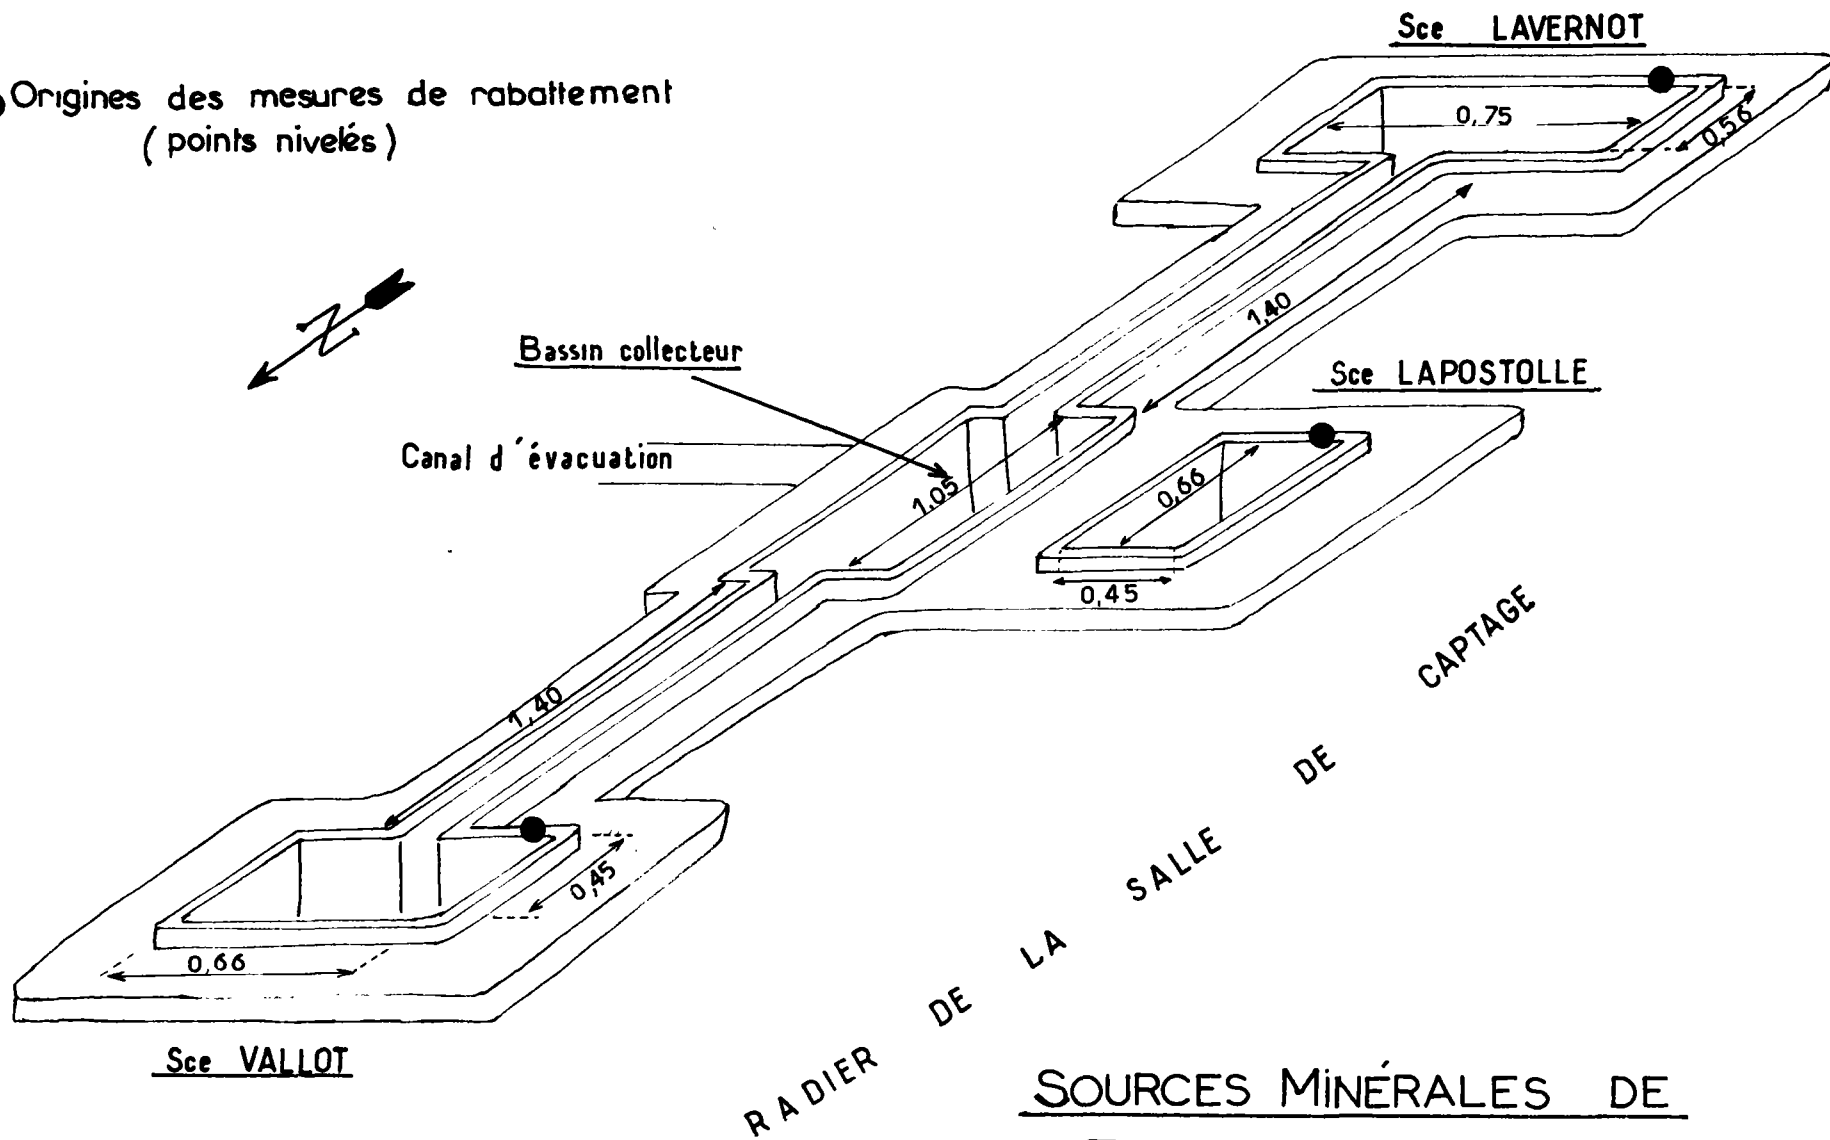 Sce LAVERNOT
Origines des mesures de rabattement
( points nivelés )
0,75
0,56
1,40
N
Bassin collecteur
Sce LAPOSTOLLE
Canal d'évacuation
1,05
0,66
0,45
1,40
0,45
0,66
Sce VALLOT
RADIER DE LA SALLE DE CAPTAGE
SOURCES MINÉRALES DE